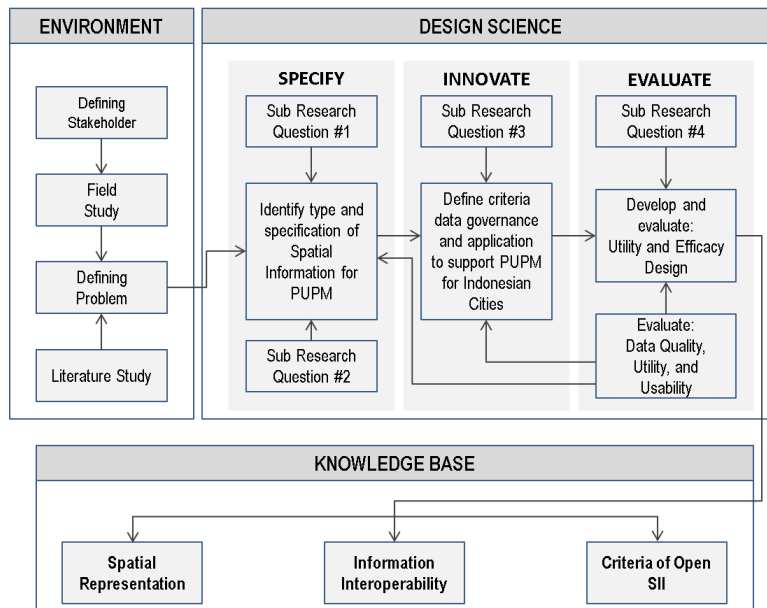 ENVIRONMENT
Defining
Stakeholder
Field
Study
Defining
Problem
Literature Study
DESIGN SCIENCE
SPECIFY
Sub Research
Question #1
Identify type and
specification of
Spatial
Information for
PUPM
Sub Research
Question #2
INNOVATE
Sub Research
Question #3
Define criteria
data governance
and application
to support PUPM
for Indonesian
Cities
EVALUATE
Sub Research
Question #4
Develop and
evaluate:
Utility and Efficacy
Design
Evaluate:
Data Quality,
Utility, and
Usability
KNOWLEDGE BASE
Spatial
Representation
Information
Interoperability
Criteria of Open
SII